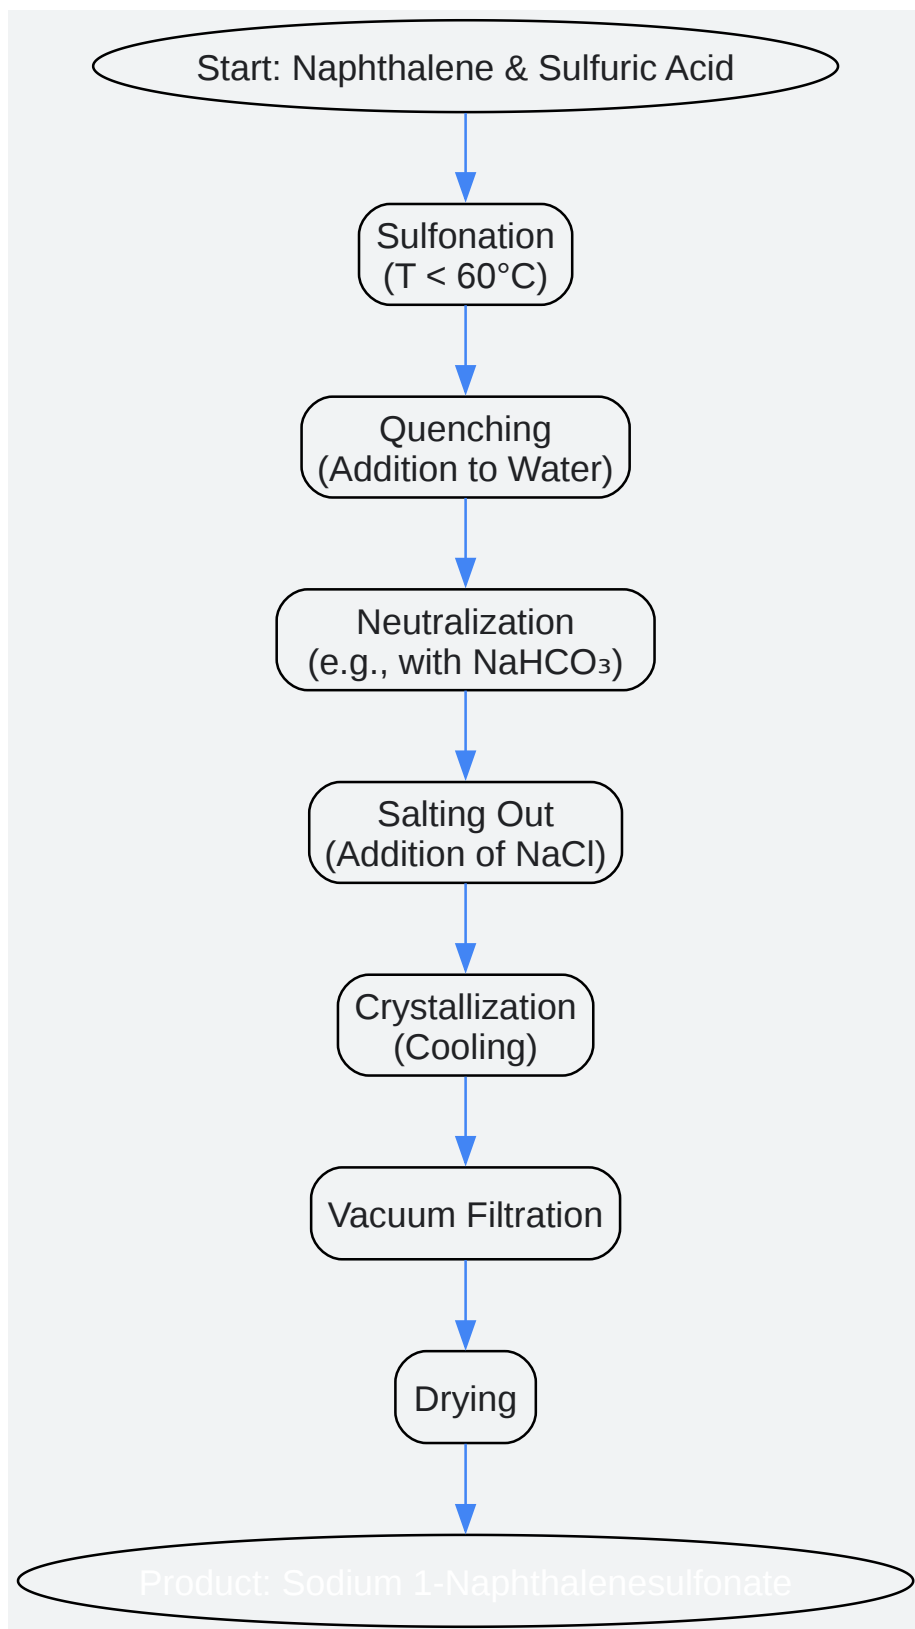 Start: Naphthalene & Sulfuric Acid
Sulfonation
(T < 60°C)
Quenching
(Addition to Water)
Neutralization
(e.g., with NaHCO₃)
Salting Out
(Addition of NaCl)
Crystallization
(Cooling)
Vacuum Filtration
Drying
Product: Sodium 1-Naphthalenesulfonate